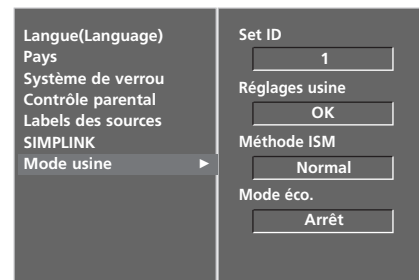 Langue(Language)
Pays
Système de verrou
Contrôle parental
Labels des sources
SIMPLINK
Mode usine ►
Set ID
1
Réglages usine
OK
Méthode ISM
Normal
Mode éco.
Arrêt